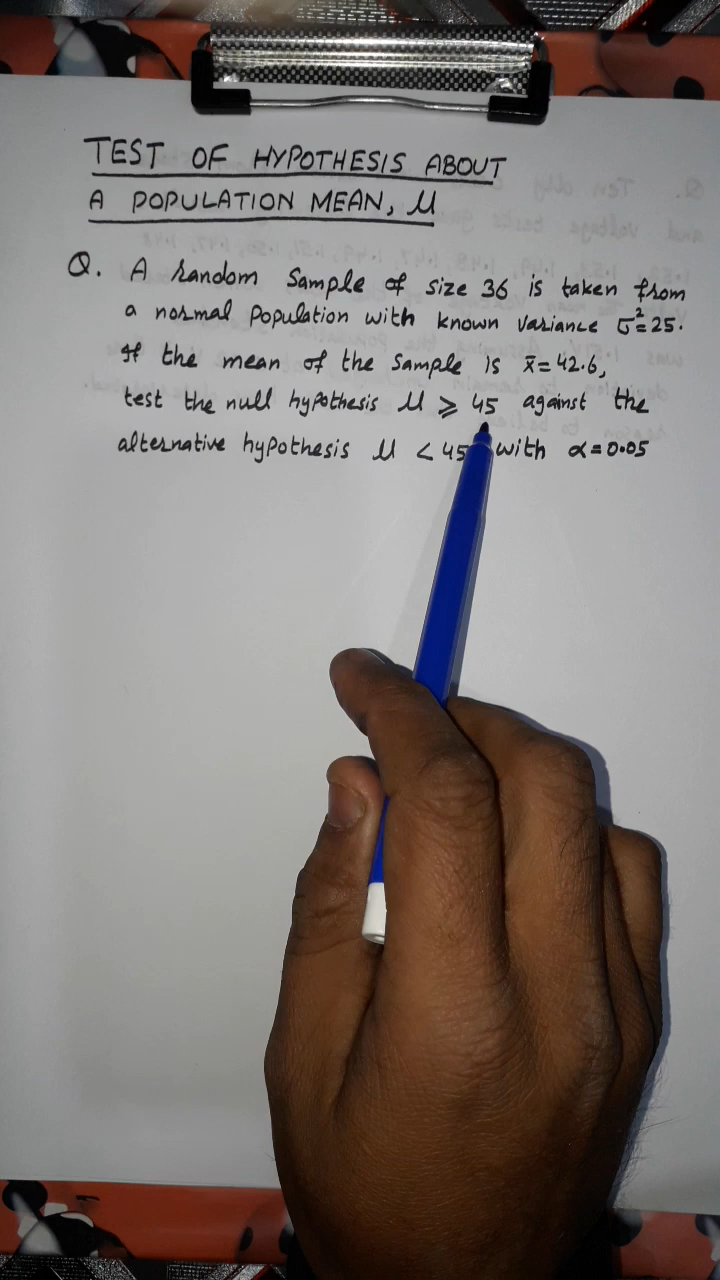 TEST OF HYPOTHESIS ABOUT
A POPULATION MEAN, μ
Q. A random Sample of size 36 is taken from
a normal population with known variance σ²=25.
If the mean of the sample is x̄=42.6,
test the null hypothesis μ ⩾ 45 against the
alternative hypothesis μ < 45 with α=0.05